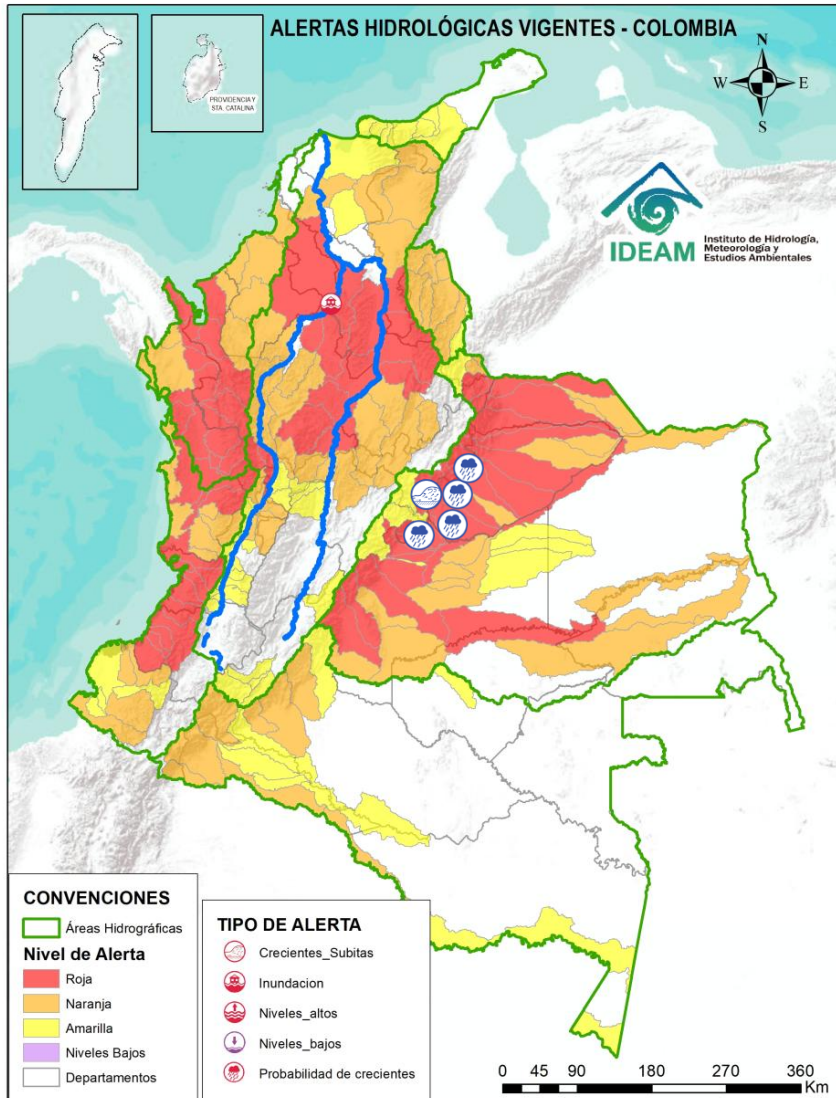 ALERTAS HIDROLÓGICAS VIGENTES - COLOMBIA
PROVIDENCIA Y
STA. CATALINA
N
W
E
S
IDEAM
Instituto de Hidrología,
Meteorología y
Estudios Ambientales
CONVENCIONES
Áreas Hidrográficas
Nivel de Alerta
Roja
Naranja
Amarilla
Niveles Bajos
Departamentos
TIPO DE ALERTA
Crecientes_Subitas
Inundacion
Niveles_altos
Niveles_bajos
Probabilidad de crecientes
0 45 90 180 270 360
Km